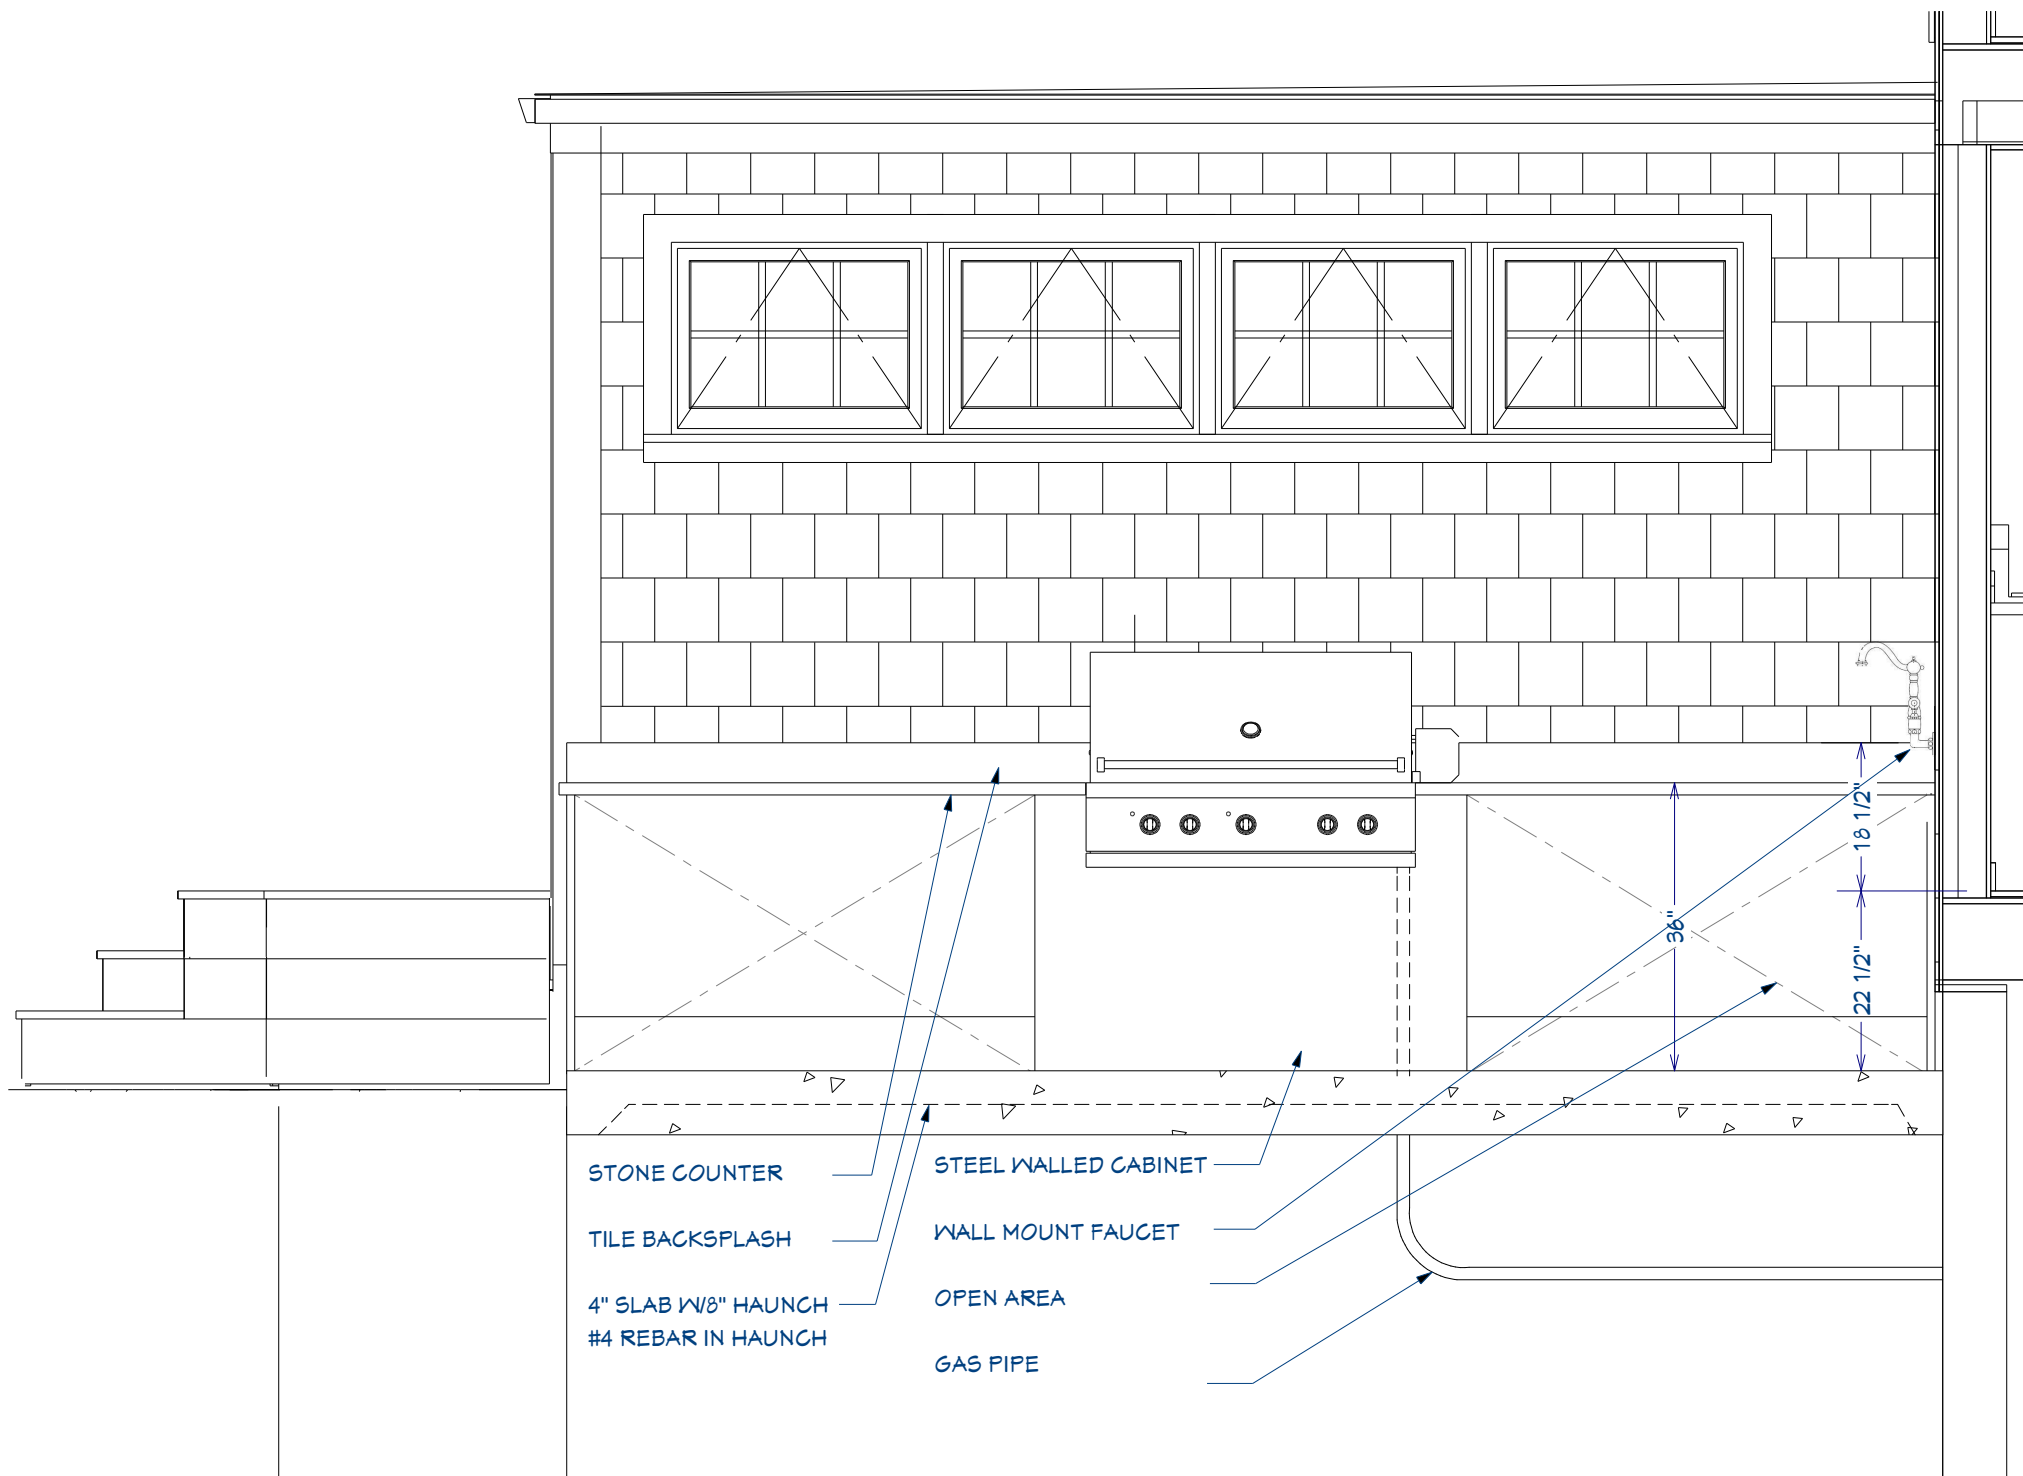 18 1/2"
36"
22 1/2"
STONE COUNTER
TILE BACKSPLASH
4" SLAB W/8" HAUNCH
#4 REBAR IN HAUNCH
STEEL WALLED CABINET
WALL MOUNT FAUCET
OPEN AREA
GAS PIPE